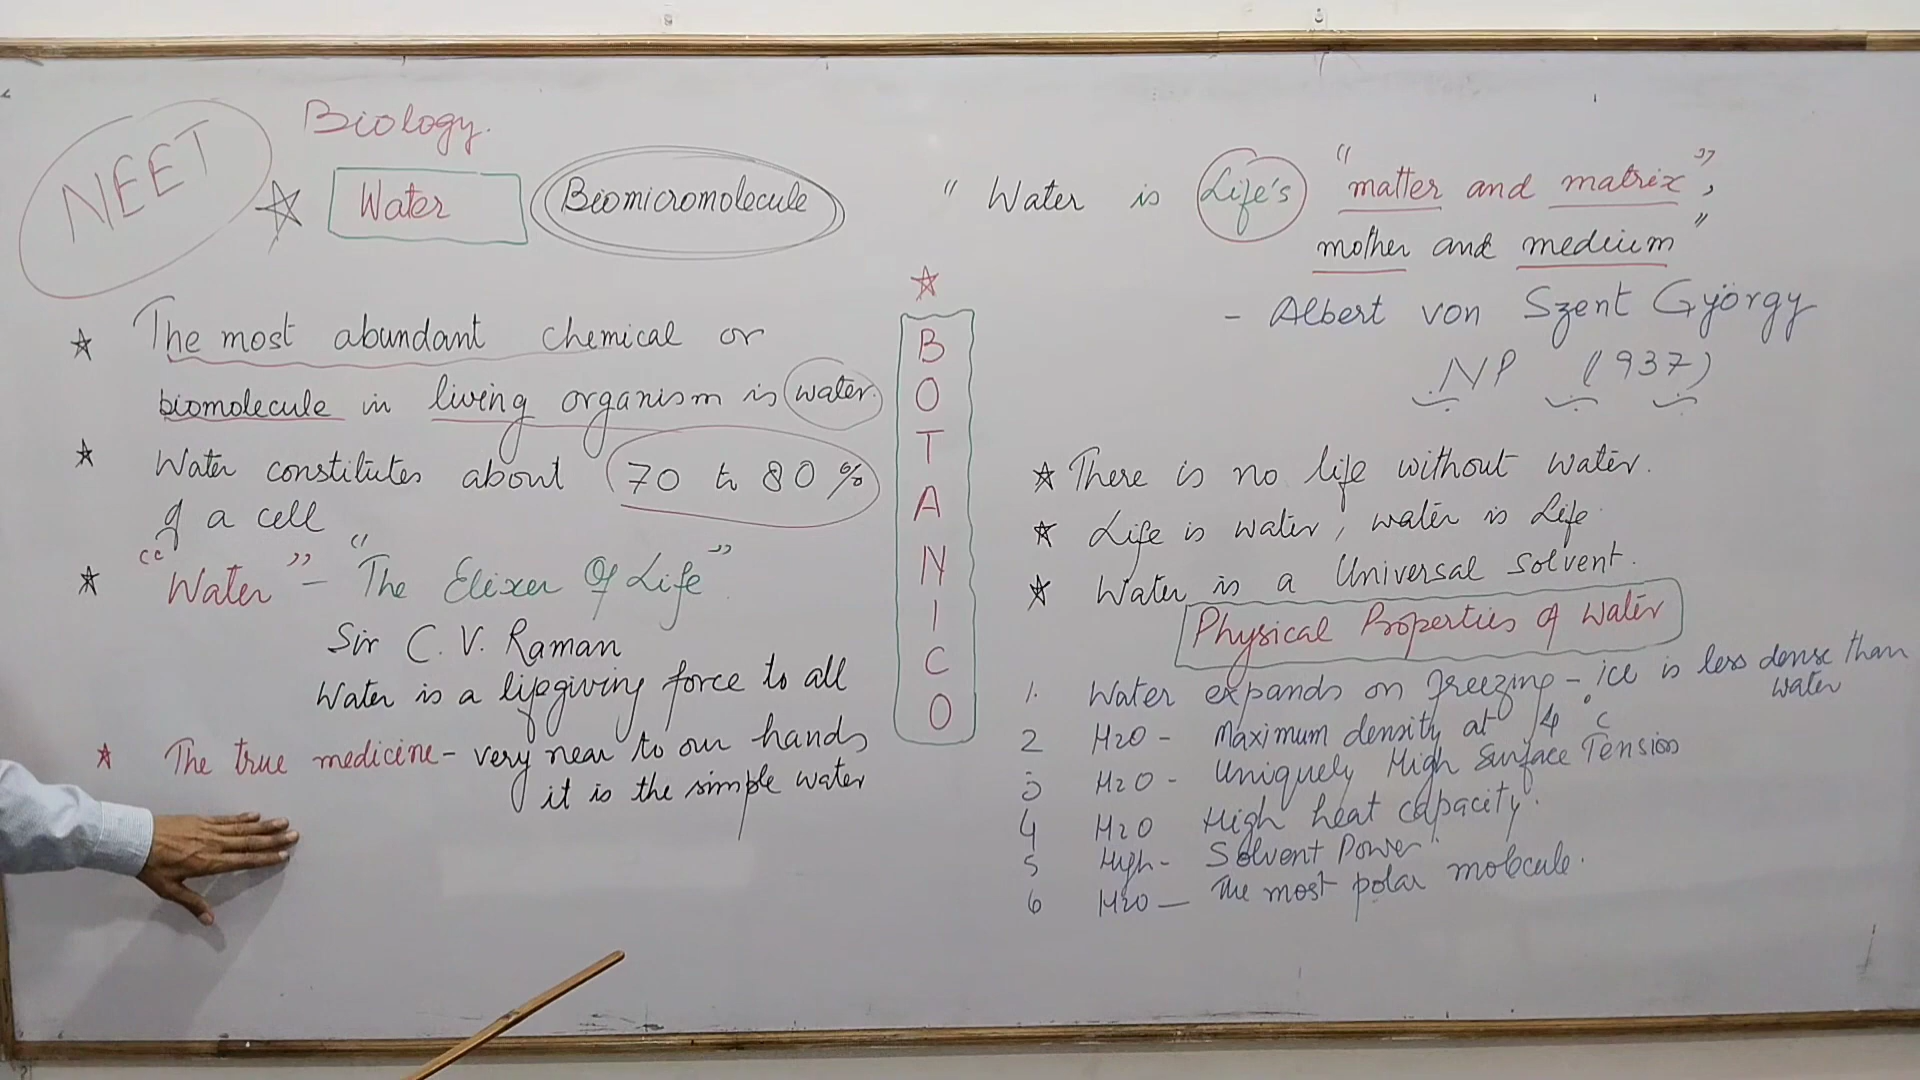 NEET
Biology.
Water
Biomicromolecule
The most abundant chemical or
biomolecule in living organism is water.
Water constitutes about 70 to 80 %
of a cell
"Water" – "The Elixer Of Life"
Sir C. V. Raman
Water is a lifegiving force to all
The true medicine - very near to our hands
it is the simple water
BOTANICO
" Water is Life's "matter and matrix",
mother and medium"
- Albert von Szent György
NP (1937)
There is no life without water.
Life is water, water is Life.
Water is a Universal Solvent.
Physical Properties of Water
1. Water expands on freezing - ice is less dense than
water
2 H2O - Maximum density at 4 °C
3 H2O - Uniquely High Surface Tension
4 H2O High heat capacity.
5 High - Solvent Power
6 H2O — The most polar molecule.